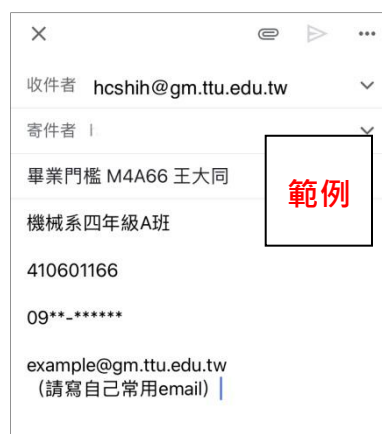 收件者 hcshih@gm.ttu.edu.tw
寄件者
畢業門檻 M4A66 王大同
範例
機械系四年級A班
410601166
09**-******
example@gm.ttu.edu.tw
（請寫自己常用email）